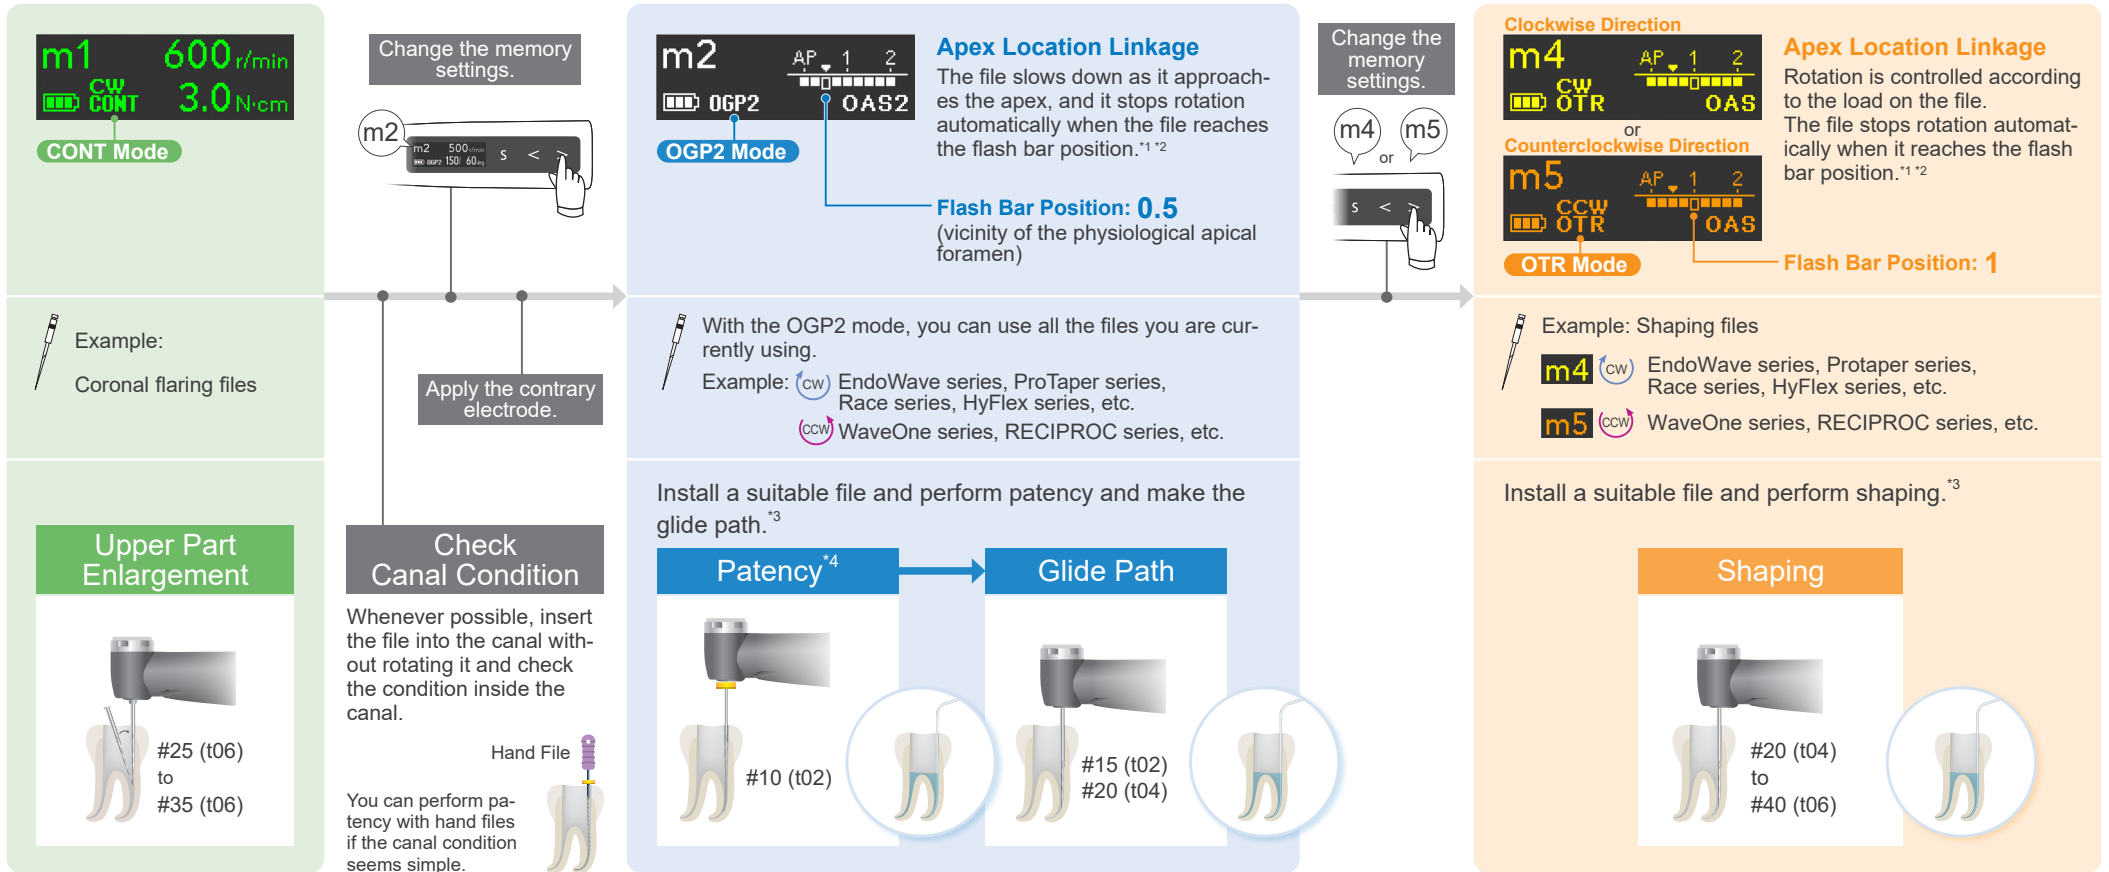 m1 600 r/min
CW
CONT 3.0 N·cm
CONT Mode
Example:
Coronal flaring files
Upper Part
Enlargement
#25 (t06)
to
#35 (t06)
Change the memory
settings.
m2
m2 500 r/min
OGP2 150 60 deg
S < >
Apply the contrary
electrode.
Check
Canal Condition
Whenever possible, insert
the file into the canal with-
out rotating it and check
the condition inside the
canal.
Hand File
You can perform pa-
tency with hand files
if the canal condition
seems simple.
m2 AP 1 2
OGP2 OAS2
OGP2 Mode
Apex Location Linkage
The file slows down as it approach-
es the apex, and it stops rotation
automatically when the file reaches
the flash bar position.*1 *2
Flash Bar Position: 0.5
(vicinity of the physiological apical
foramen)
With the OGP2 mode, you can use all the files you are cur-
rently using.
Example: CW EndoWave series, ProTaper series,
Race series, HyFlex series, etc.
CCW WaveOne series, RECIPROC series, etc.
Install a suitable file and perform patency and make the
glide path.*3
Patency*4
#10 (t02)
Glide Path
#15 (t02)
#20 (t04)
Change the
memory
settings.
m4 or m5
S < >
Clockwise Direction
m4 AP 1 2
CW
OTR OAS
or
Counterclockwise Direction
m5 AP 1 2
CCW
OTR OAS
OTR Mode
Apex Location Linkage
Rotation is controlled according
to the load on the file.
The file stops rotation automat-
ically when it reaches the flash
bar position.*1 *2
Flash Bar Position: 1
Example: Shaping files
m4 CW EndoWave series, Protaper series,
Race series, HyFlex series, etc.
m5 CCW WaveOne series, RECIPROC series, etc.
Install a suitable file and perform shaping.*3
Shaping
#20 (t04)
to
#40 (t06)